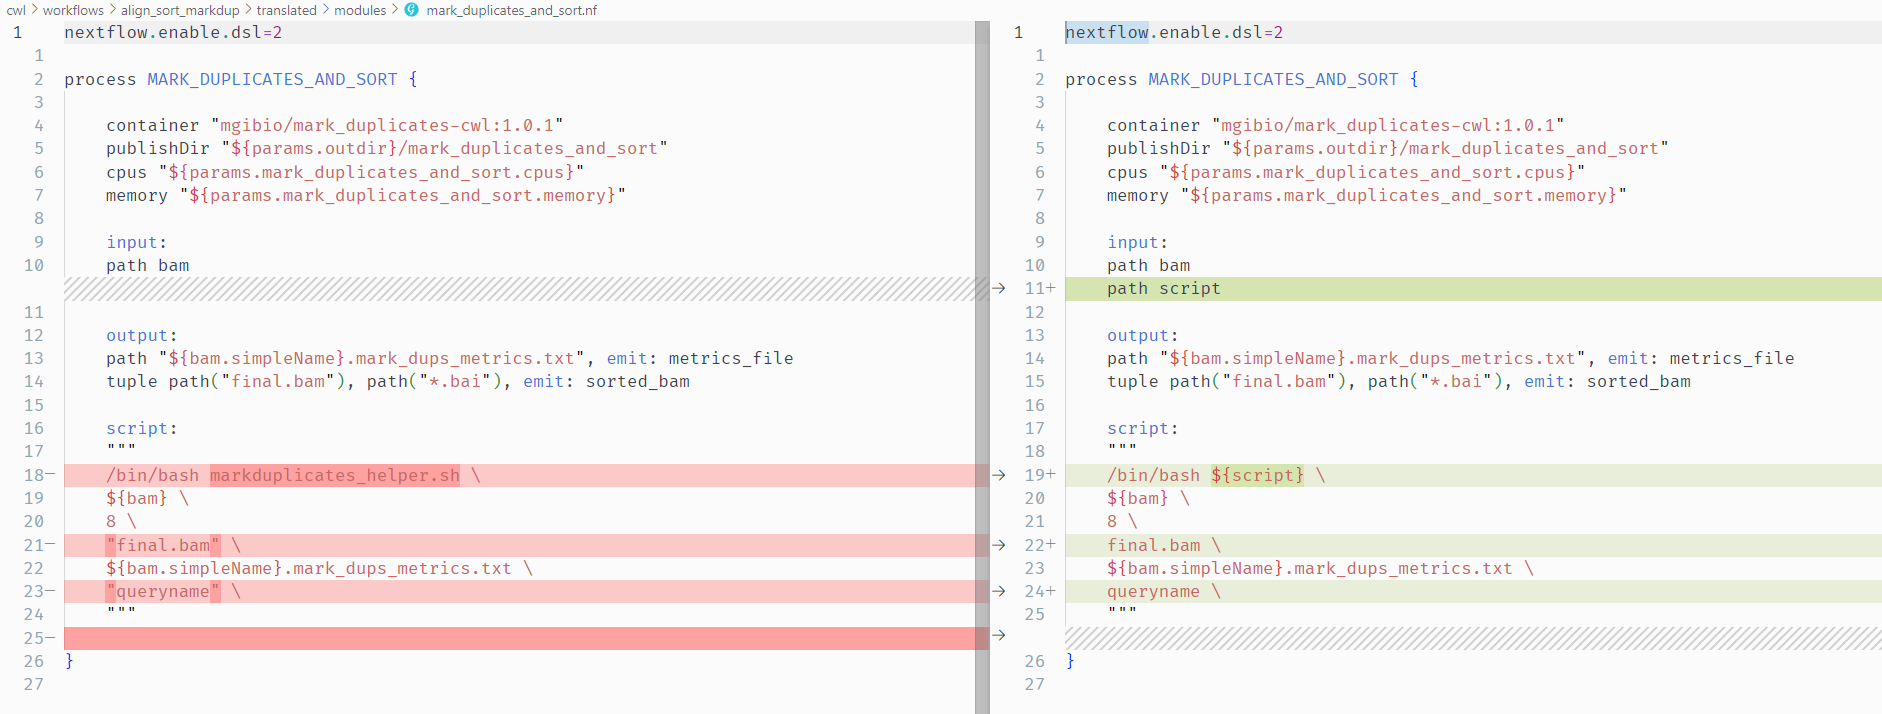 cwl > workflows > align_sort_markdup > translated > modules > mark_duplicates_and_sort.nf
1 nextflow.enable.dsl=2
1
2 process MARK_DUPLICATES_AND_SORT {
3
4 container "mgibio/mark_duplicates-cwl:1.0.1"
5 publishDir "${params.outdir}/mark_duplicates_and_sort"
6 cpus "${params.mark_duplicates_and_sort.cpus}"
7 memory "${params.mark_duplicates_and_sort.memory}"
8
9 input:
10 path bam
11
12 output:
13 path "${bam.simpleName}.mark_dups_metrics.txt", emit: metrics_file
14 tuple path("final.bam"), path("*.bai"), emit: sorted_bam
15
16 script:
17 """
18− /bin/bash markduplicates_helper.sh \
19 ${bam} \
20 8 \
21− "final.bam" \
22 ${bam.simpleName}.mark_dups_metrics.txt \
23− "queryname" \
24 """
25−
26 }
27
1 nextflow.enable.dsl=2
1
2 process MARK_DUPLICATES_AND_SORT {
3
4 container "mgibio/mark_duplicates-cwl:1.0.1"
5 publishDir "${params.outdir}/mark_duplicates_and_sort"
6 cpus "${params.mark_duplicates_and_sort.cpus}"
7 memory "${params.mark_duplicates_and_sort.memory}"
8
9 input:
10 path bam
→ 11+ path script
12
13 output:
14 path "${bam.simpleName}.mark_dups_metrics.txt", emit: metrics_file
15 tuple path("final.bam"), path("*.bai"), emit: sorted_bam
16
17 script:
18 """
→ 19+ /bin/bash ${script} \
20 ${bam} \
21 8 \
→ 22+ final.bam \
23 ${bam.simpleName}.mark_dups_metrics.txt \
→ 24+ queryname \
25 """
→
26 }
27